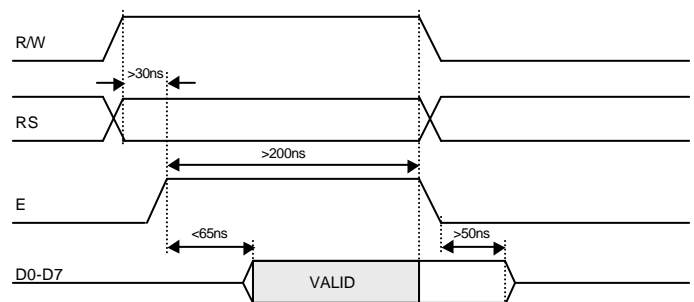 R/W
>30ns
RS
>200ns
E
<65ns
>50ns
D0-D7
VALID